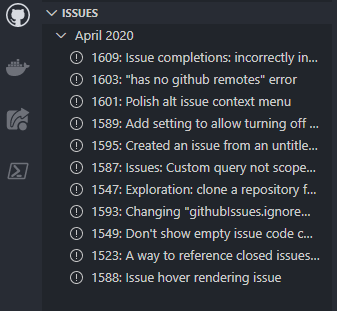 ISSUES
April 2020
1609: Issue completions: incorrectly in...
1603: "has no github remotes" error
1601: Polish alt issue context menu
1589: Add setting to allow turning off ...
1595: Created an issue from an untitle...
1587: Issues: Custom query not scope...
1547: Exploration: clone a repository f...
1593: Changing "githubIssues.ignore...
1549: Don't show empty issue code c...
1523: A way to reference closed issues...
1588: Issue hover rendering issue